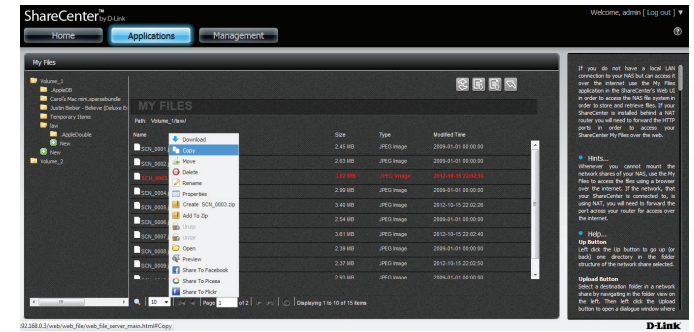 ShareCenter™ by D-Link
Welcome, admin [ Log out ] ▼
Home
Applications
Management
My Files
Volume_1
.AppleDB
Carol's Mac mini.sparsebundle
Justin Bieber - Believe (Deluxe E
Temporary Items
law
.AppleDouble
New
New
Volume_2
MY FILES
Path: Volume_1/law/
Name Size Type Modified Time
SCN_0001. 2.45 MB JPEG Image 2009-01-01 00:00:00
SCN_0002. 2.63 MB JPEG Image 2009-01-01 00:00:00
SCN_0003 3.62 MB JPEG Image 2012-10-15 22:02:16
SCN_0004. 2.99 MB JPEG Image 2009-01-01 00:00:00
SCN_0005. 3.48 MB JPEG Image 2012-10-15 22:02:26
SCN_0006. 2.54 MB JPEG Image 2009-01-01 00:00:00
SCN_0007. 3.61 MB JPEG Image 2012-10-15 22:02:40
SCN_0008. 2.39 MB JPEG Image 2009-01-01 00:00:00
SCN_0009. 2.37 MB JPEG Image 2012-10-15 22:02:50
2.93 MB JPEG Image 2009-01-01 00:00:00
Download
Copy
Move
Delete
Rename
Properties
Create SCN_0003.zip
Add To Zip
Unzip
Untar
Open
Preview
Share To Facebook
Share To Picasa
Share To Flickr
10
Page 1 of 2
Displaying 1 to 10 of 15 items
If you do not have a local LAN
connection to your NAS but can access it
over the internet use the My Files
application in the ShareCenter's Web UI
in order to access the NAS file system in
order to store and retrieve files. If your
ShareCenter is installed behind a NAT
router you will need to forward the HTTP
ports in order to access your
ShareCenter My Files over the web.
Hints...
Whenever you cannot mount the
network shares of your NAS, use the My
Files to access the files using a browser
over the internet. If the network, that
your ShareCenter is connected to, is
using NAT, you will need to forward the
port across your router for access over
the internet.
Help...
Up Button
Left click the Up button to go up (or
back) one directory in the folder
structure of the network share selected.
Upload Button
Select a destination folder in a network
share by navigating in the folder view on
the left. Then left click the Upload
button to open a dialogue window where
92.168.0.3/web/web_file/web_file_server_main.html#Copy
D-Link